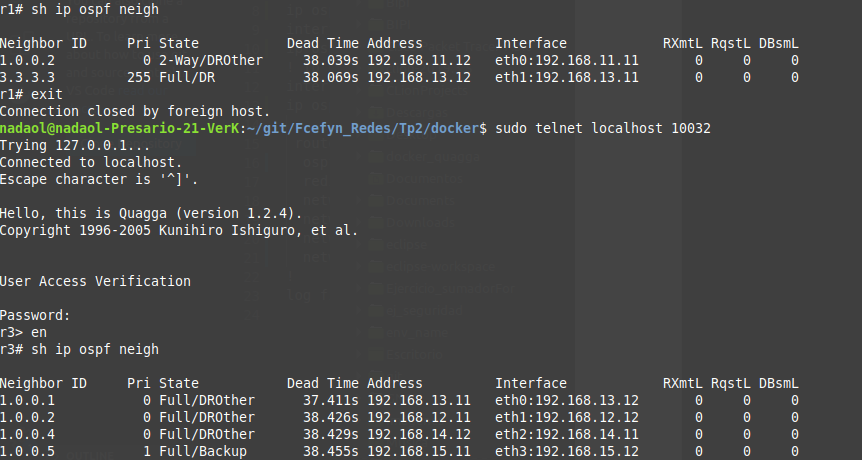 r1# sh ip ospf neigh
Neighbor ID     Pri State           Dead Time Address         Interface            RXmtL RqstL DBsmL
1.0.0.2           0 2-Way/DROther     38.039s 192.168.11.12   eth0:192.168.11.11       0     0     0
3.3.3.3         255 Full/DR           38.069s 192.168.13.12   eth1:192.168.13.11       0     0     0
r1# exit
Connection closed by foreign host.
nadaol@nadaol-Presario-21-VerK:~/git/Fcefyn_Redes/Tp2/docker$ sudo telnet localhost 10032
Trying 127.0.0.1...
Connected to localhost.
Escape character is '^]'.
Hello, this is Quagga (version 1.2.4).
Copyright 1996-2005 Kunihiro Ishiguro, et al.
User Access Verification
Password:
r3> en
r3# sh ip ospf neigh
Neighbor ID     Pri State           Dead Time Address         Interface            RXmtL RqstL DBsmL
1.0.0.1           0 Full/DROther      37.411s 192.168.13.11   eth0:192.168.13.12       0     0     0
1.0.0.2           0 Full/DROther      38.426s 192.168.12.11   eth1:192.168.12.12       0     0     0
1.0.0.4           0 Full/DROther      38.429s 192.168.14.12   eth2:192.168.14.11       0     0     0
1.0.0.5           1 Full/Backup       38.455s 192.168.15.11   eth3:192.168.15.12       0     0     0